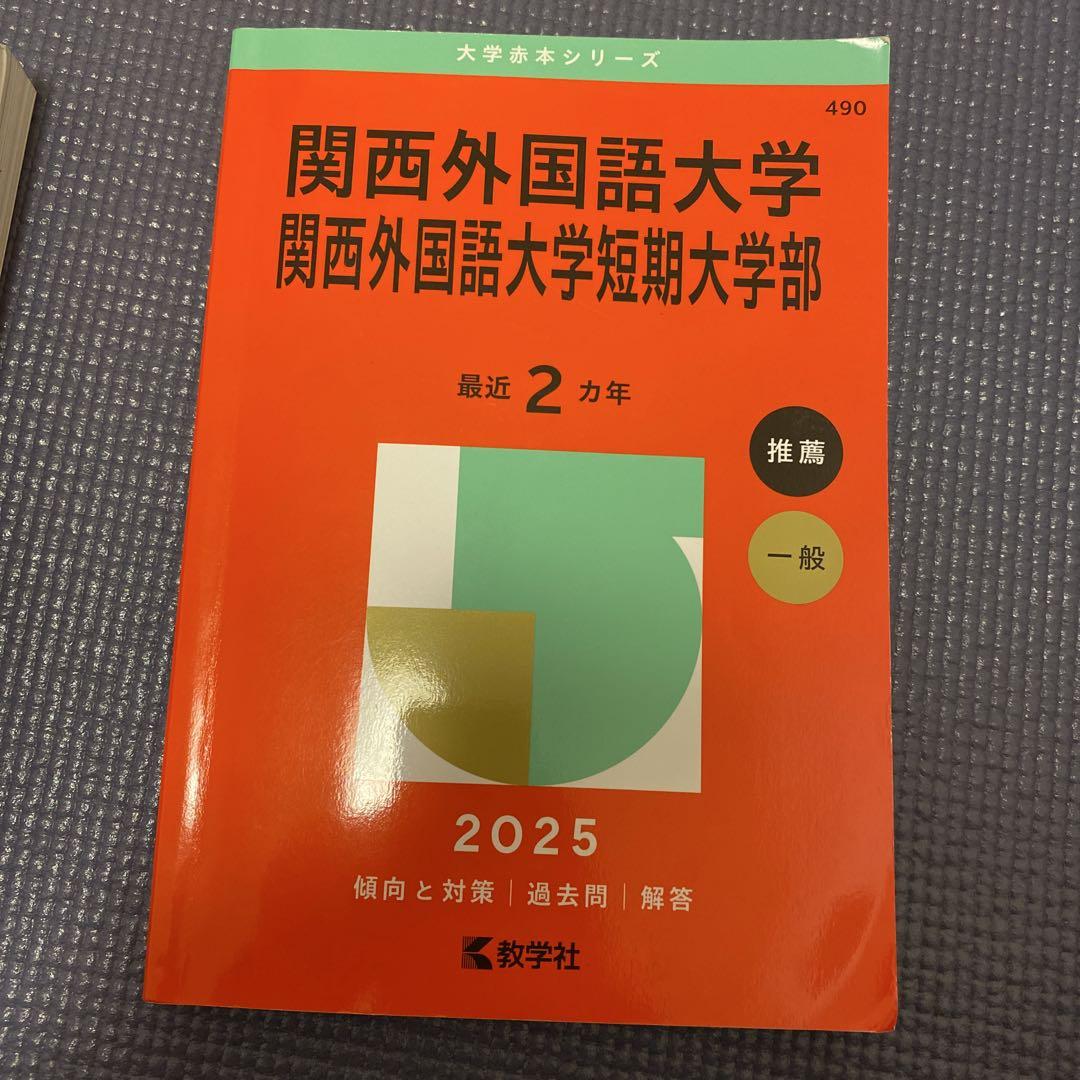 大学赤本シリーズ
490
関西外国語大学
関西外国語大学短期大学部
最近 2 カ年
推薦
一般
2025
傾向と対策｜過去問｜解答
教学社